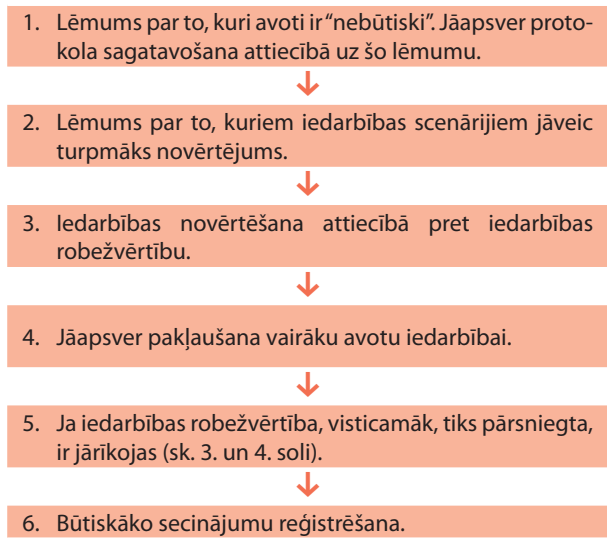 1. Lēmums par to, kuri avoti ir “nebūtiski”. Jāapsver proto-
kola sagatavošana attiecībā uz šo lēmumu.
2. Lēmums par to, kuriem iedarbības scenārijiem jāveic
turpmāks novērtējums.
3. Iedarbības novērtēšana attiecībā pret iedarbības
robežvērtību.
4. Jāapsver pakļaušana vairāku avotu iedarbībai.
5. Ja iedarbības robežvērtība, visticamāk, tiks pārsniegta,
ir jārīkojas (sk. 3. un 4. soli).
6. Būtiskāko secinājumu reģistrēšana.